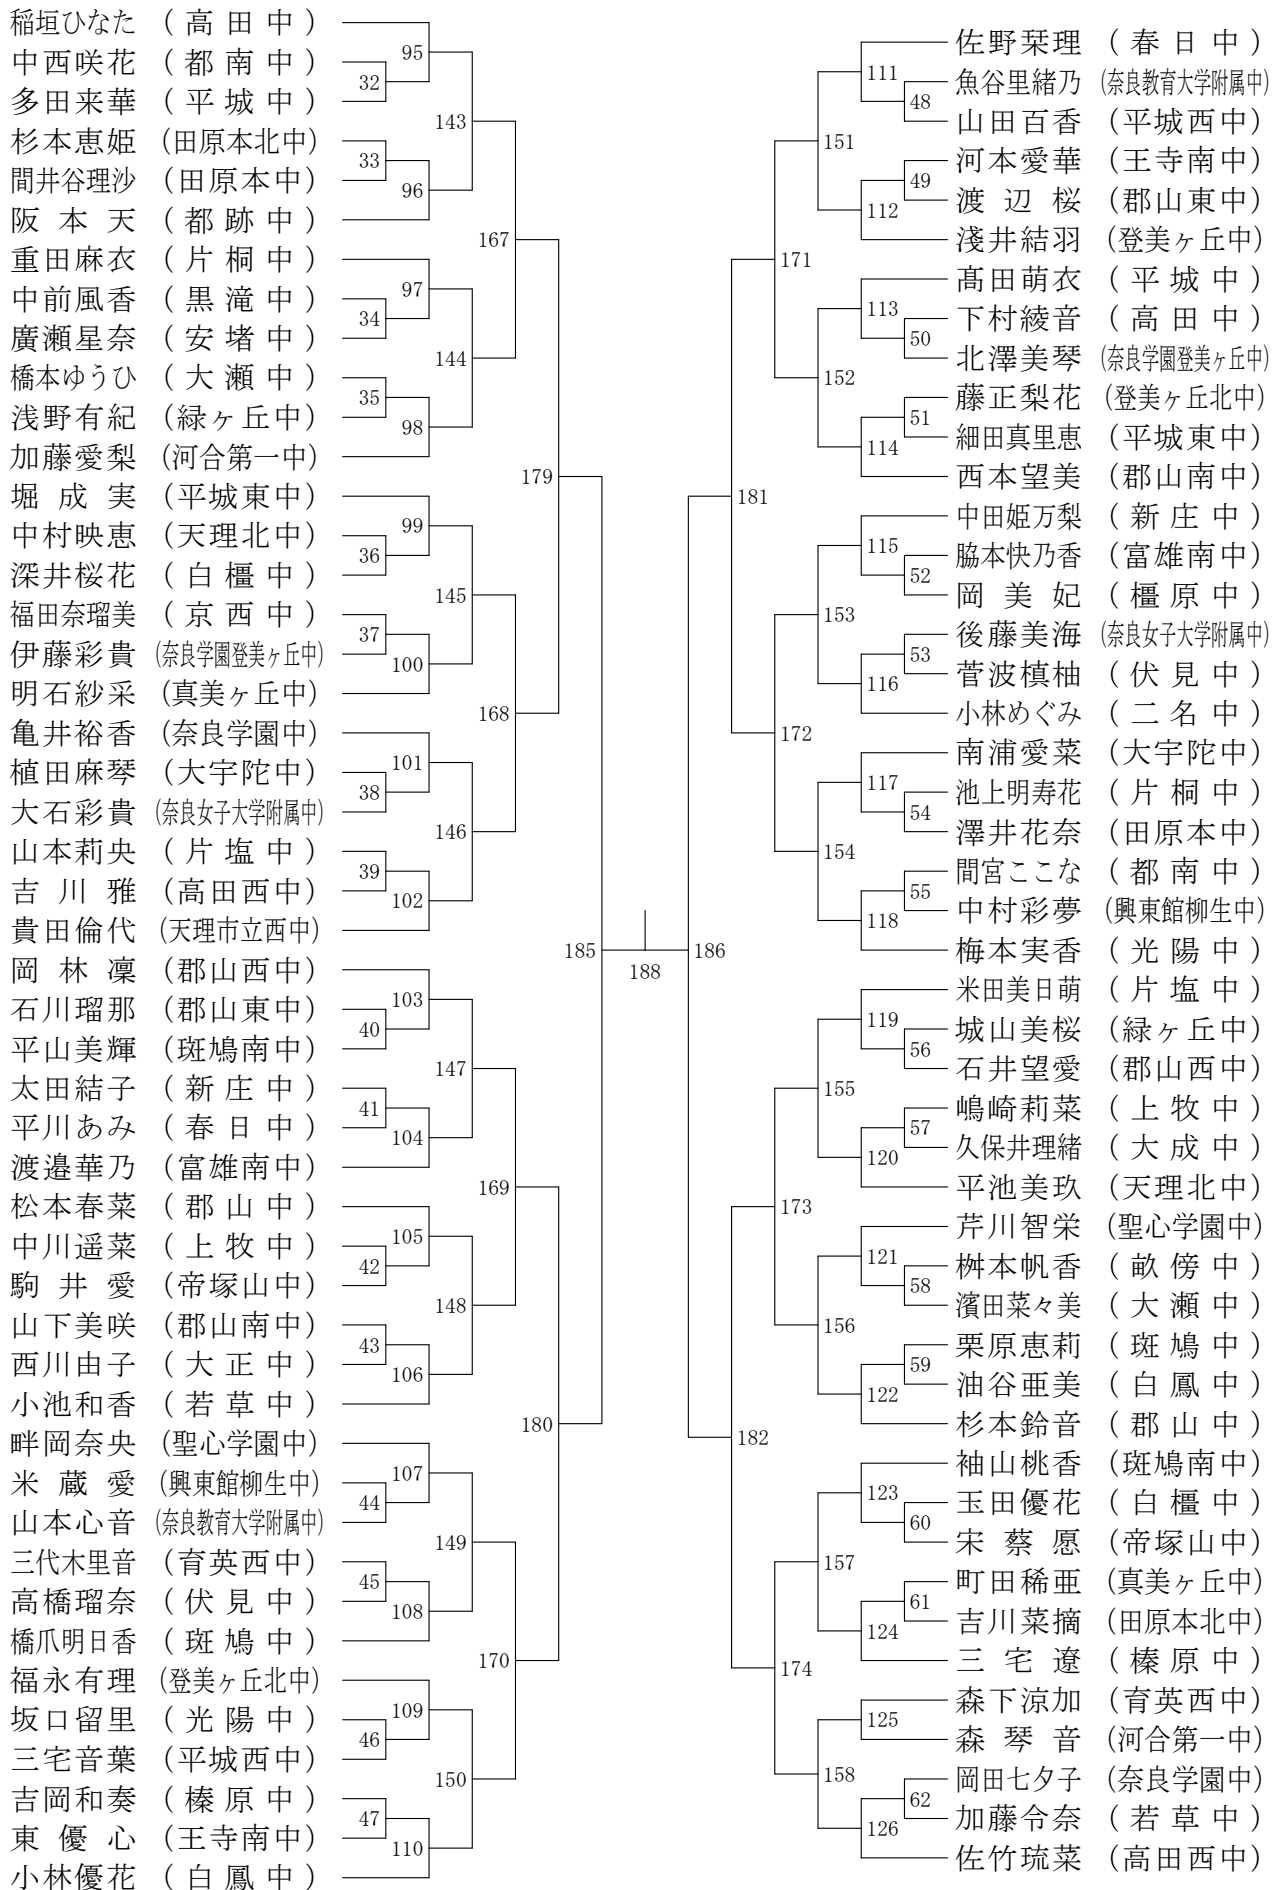 稲垣ひなた (高田中)
中西咲花 (都南中)
多田来華 (平城中)
杉本恵姫 (田原本北中)
間井谷理沙 (田原本中)
阪本天 (都跡中)
重田麻衣 (片桐中)
中前風香 (黒滝中)
廣瀬星奈 (安堵中)
橋本ゆうひ (大瀬中)
浅野有紀 (緑ヶ丘中)
加藤愛梨 (河合第一中)
堀成実 (平城東中)
中村映恵 (天理北中)
深井桜花 (白橿中)
福田奈瑠美 (京西中)
伊藤彩貴 (奈良学園登美ヶ丘中)
明石紗采 (真美ヶ丘中)
亀井裕香 (奈良学園中)
植田麻琴 (大宇陀中)
大石彩貴 (奈良女子大学附属中)
山本莉央 (片塩中)
吉川雅 (高田西中)
貴田倫代 (天理市立西中)
岡林凜 (郡山西中)
石川瑠那 (郡山東中)
平山美輝 (斑鳩南中)
太田結子 (新庄中)
平川あみ (春日中)
渡邉華乃 (富雄南中)
松本春菜 (郡山中)
中川遥菜 (上牧中)
駒井愛 (帝塚山中)
山下美咲 (郡山南中)
西川由子 (大正中)
小池和香 (若草中)
畔岡奈央 (聖心学園中)
米蔵愛 (興東館柳生中)
山本心音 (奈良教育大学附属中)
三代木里音 (育英西中)
高橋瑠奈 (伏見中)
橋爪明日香 (斑鳩中)
福永有理 (登美ヶ丘北中)
坂口留里 (光陽中)
三宅音葉 (平城西中)
吉岡和奏 (榛原中)
東優心 (王寺南中)
小林優花 (白鳳中)
32
33
34
35
36
37
38
39
40
41
42
43
44
45
46
47
95
96
97
98
99
100
101
102
103
104
105
106
107
108
109
110
143
144
145
146
147
148
149
150
167
168
169
170
179
180
185
188
186
181
182
171
172
173
174
151
152
153
154
155
156
157
158
111
112
113
114
115
116
117
118
119
120
121
122
123
124
125
126
48
49
50
51
52
53
54
55
56
57
58
59
60
61
62
佐野栞理 (春日中)
魚谷里緒乃 (奈良教育大学附属中)
山田百香 (平城西中)
河本愛華 (王寺南中)
渡辺桜 (郡山東中)
淺井結羽 (登美ヶ丘中)
髙田萌衣 (平城中)
下村綾音 (高田中)
北澤美琴 (奈良学園登美ヶ丘中)
藤正梨花 (登美ヶ丘北中)
細田真里恵 (平城東中)
西本望美 (郡山南中)
中田姫万梨 (新庄中)
脇本快乃香 (富雄南中)
岡美妃 (橿原中)
後藤美海 (奈良女子大学附属中)
菅波槙柚 (伏見中)
小林めぐみ (二名中)
南浦愛菜 (大宇陀中)
池上明寿花 (片桐中)
澤井花奈 (田原本中)
間宮ここな (都南中)
中村彩夢 (興東館柳生中)
梅本実香 (光陽中)
米田美日萌 (片塩中)
城山美桜 (緑ヶ丘中)
石井望愛 (郡山西中)
嶋崎莉菜 (上牧中)
久保井理緒 (大成中)
平池美玖 (天理北中)
芹川智栄 (聖心学園中)
桝本帆香 (畝傍中)
濱田菜々美 (大瀬中)
栗原恵莉 (斑鳩中)
油谷亜美 (白鳳中)
杉本鈴音 (郡山中)
袖山桃香 (斑鳩南中)
玉田優花 (白橿中)
宋蔡愿 (帝塚山中)
町田稀亜 (真美ヶ丘中)
吉川菜摘 (田原本北中)
三宅遼 (榛原中)
森下涼加 (育英西中)
森琴音 (河合第一中)
岡田七夕子 (奈良学園中)
加藤令奈 (若草中)
佐竹琉菜 (高田西中)